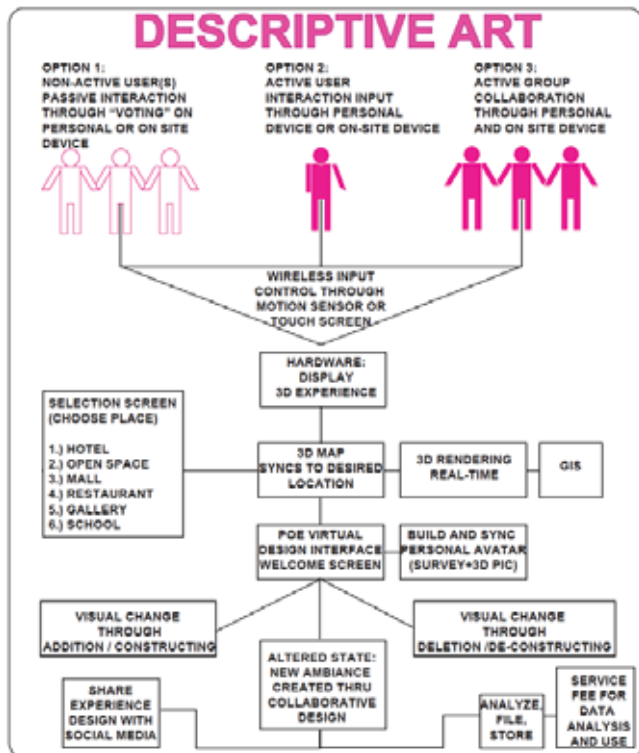 DESCRIPTIVE ART
OPTION 1:
NON-ACTIVE USER(S)
PASSIVE INTERACTION
THROUGH "VOTING" ON
PERSONAL OR ON SITE
DEVICE
OPTION 2:
ACTIVE USER
INTERACTION INPUT
THROUGH PERSONAL
DEVICE OR ON-SITE DEVICE
OPTION 3:
ACTIVE GROUP
COLLABORATION
THROUGH PERSONAL
AND ON SITE DEVICE
WIRELESS INPUT
CONTROL THROUGH
MOTION SENSOR OR
TOUCH SCREEN
HARDWARE:
DISPLAY
3D EXPERIENCE
SELECTION SCREEN
(CHOOSE PLACE)
1.) HOTEL
2.) OPEN SPACE
3.) MALL
4.) RESTAURANT
5.) GALLERY
6.) SCHOOL
3D MAP
SYNCS TO DESIRED
LOCATION
3D RENDERING
REAL-TIME
GIS
POE VIRTUAL
DESIGN INTERFACE
WELCOME SCREEN
BUILD AND SYNC
PERSONAL AVATAR
(SURVEY+3D PIC)
VISUAL CHANGE
THROUGH
ADDITION / CONSTRUCTING
VISUAL CHANGE
THROUGH
DELETION /DE-CONSTRUCTING
ALTERED STATE:
NEW AMBIANCE
CREATED THRU
COLLABORATIVE
DESIGN
SHARE
EXPERIENCE
DESIGN WITH
SOCIAL MEDIA
ANALYZE,
FILE,
STORE
SERVICE
FEE FOR
DATA
ANALYSIS
AND USE